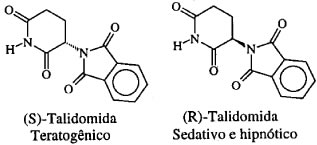 O
O
N
H
N
O
O
O
O
O
N
H
N
O
O
O
(S)-Talidomida
Teratogênico
(R)-Talidomida
Sedativo e hipnótico